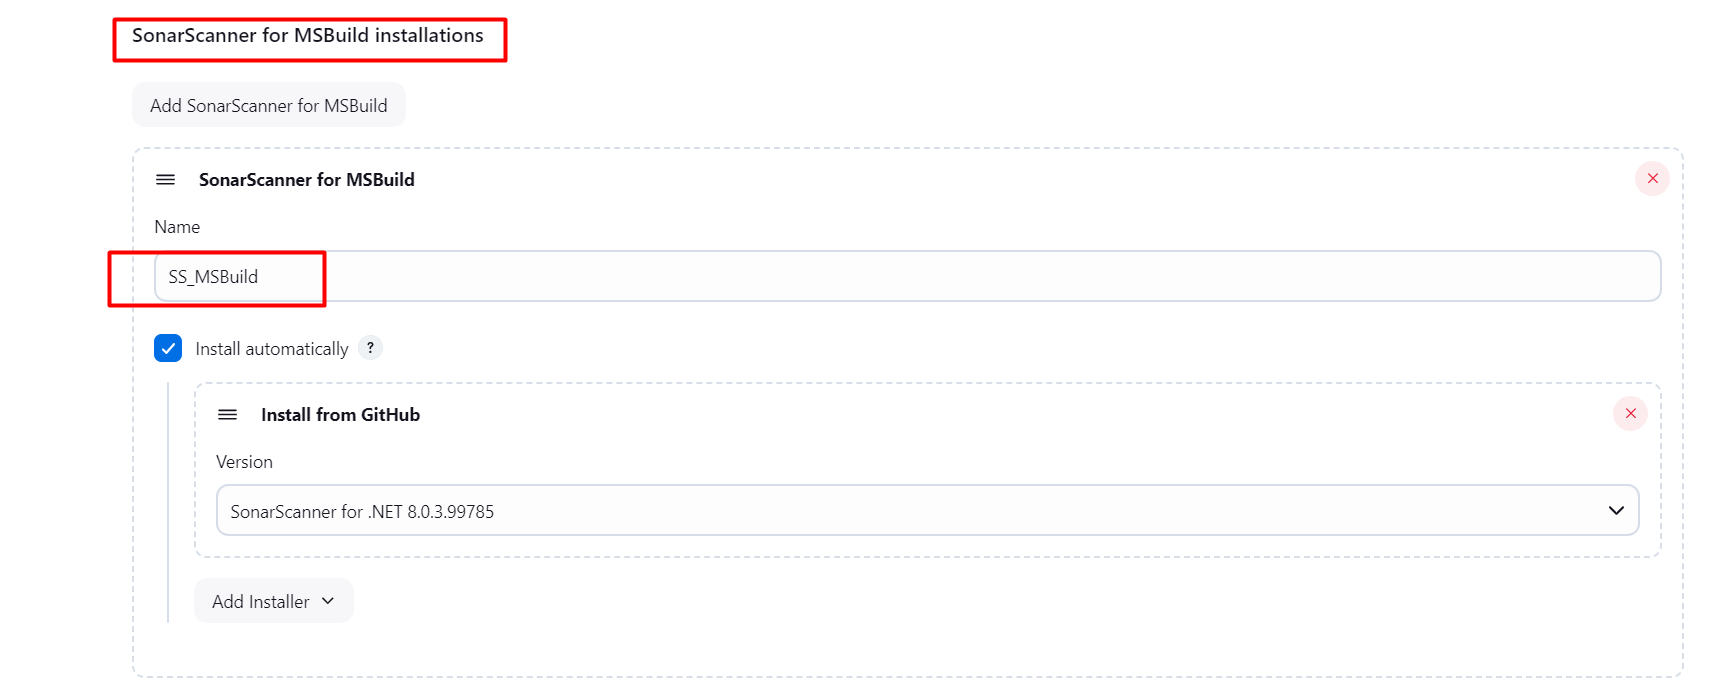 SonarScanner for MSBuild installations
Add SonarScanner for MSBuild
SonarScanner for MSBuild
Name
SS_MSBuild
Install automatically ?
Install from GitHub
Version
SonarScanner for .NET 8.0.3.99785
Add Installer